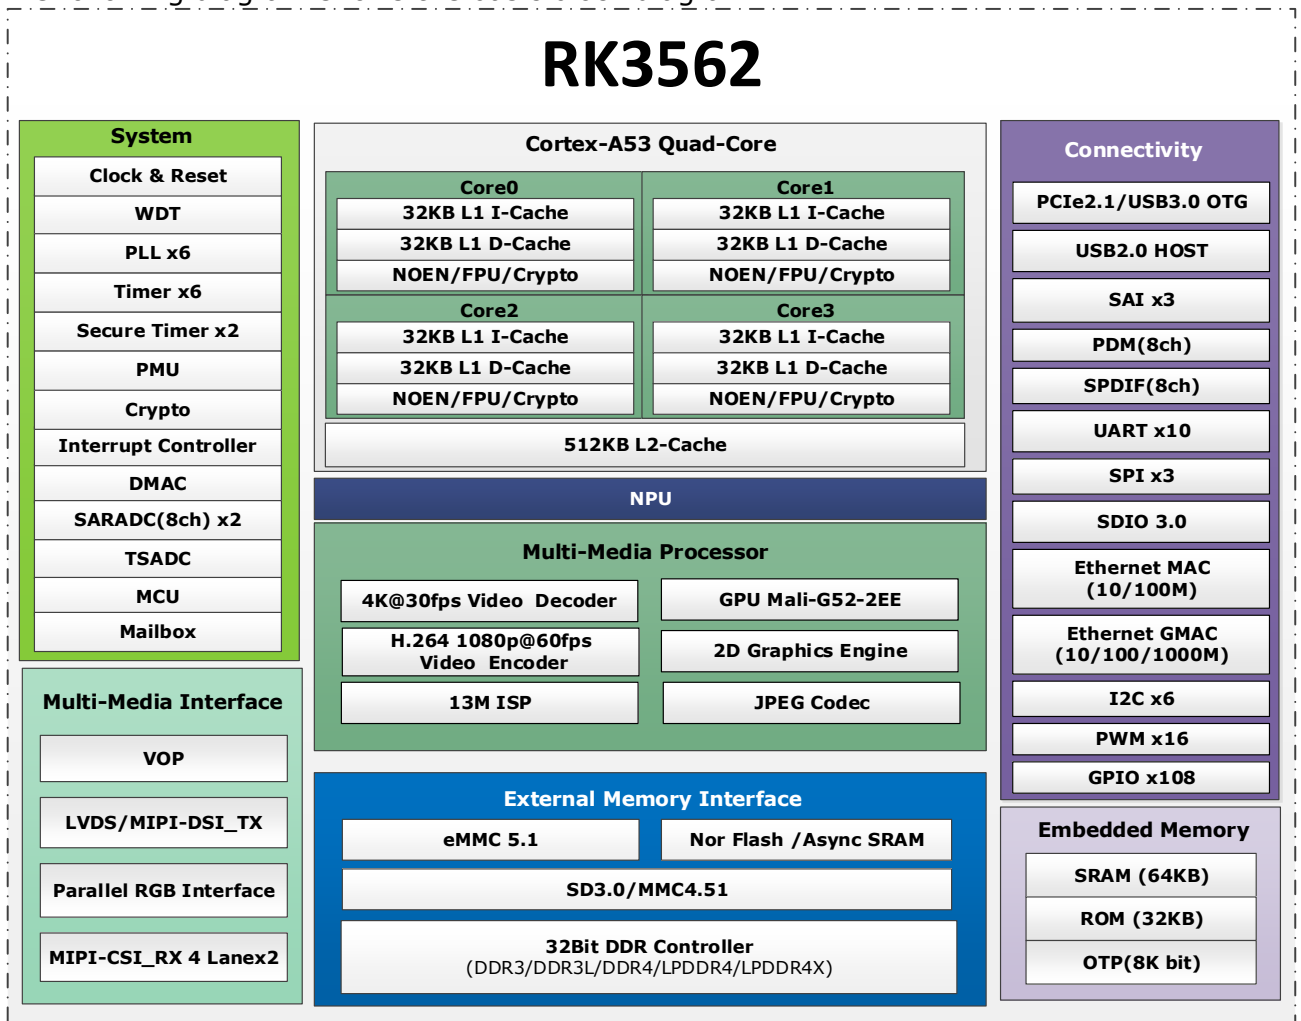 RK3562
System
Clock & Reset
WDT
PLL x6
Timer x6
Secure Timer x2
PMU
Crypto
Interrupt Controller
DMAC
SARADC(8ch) x2
TSADC
MCU
Mailbox
Multi-Media Interface
VOP
LVDS/MIPI-DSI_TX
Parallel RGB Interface
MIPI-CSI_RX 4 Lanex2
Cortex-A53 Quad-Core
Core0
32KB L1 I-Cache
32KB L1 D-Cache
NOEN/FPU/Crypto
Core1
32KB L1 I-Cache
32KB L1 D-Cache
NOEN/FPU/Crypto
Core2
32KB L1 I-Cache
32KB L1 D-Cache
NOEN/FPU/Crypto
Core3
32KB L1 I-Cache
32KB L1 D-Cache
NOEN/FPU/Crypto
512KB L2-Cache
NPU
Multi-Media Processor
4K@30fps Video Decoder
GPU Mali-G52-2EE
H.264 1080p@60fps
Video Encoder
2D Graphics Engine
13M ISP
JPEG Codec
External Memory Interface
eMMC 5.1
Nor Flash /Async SRAM
SD3.0/MMC4.51
32Bit DDR Controller
(DDR3/DDR3L/DDR4/LPDDR4/LPDDR4X)
Connectivity
PCIe2.1/USB3.0 OTG
USB2.0 HOST
SAI x3
PDM(8ch)
SPDIF(8ch)
UART x10
SPI x3
SDIO 3.0
Ethernet MAC
(10/100M)
Ethernet GMAC
(10/100/1000M)
I2C x6
PWM x16
GPIO x108
Embedded Memory
SRAM (64KB)
ROM (32KB)
OTP(8K bit)